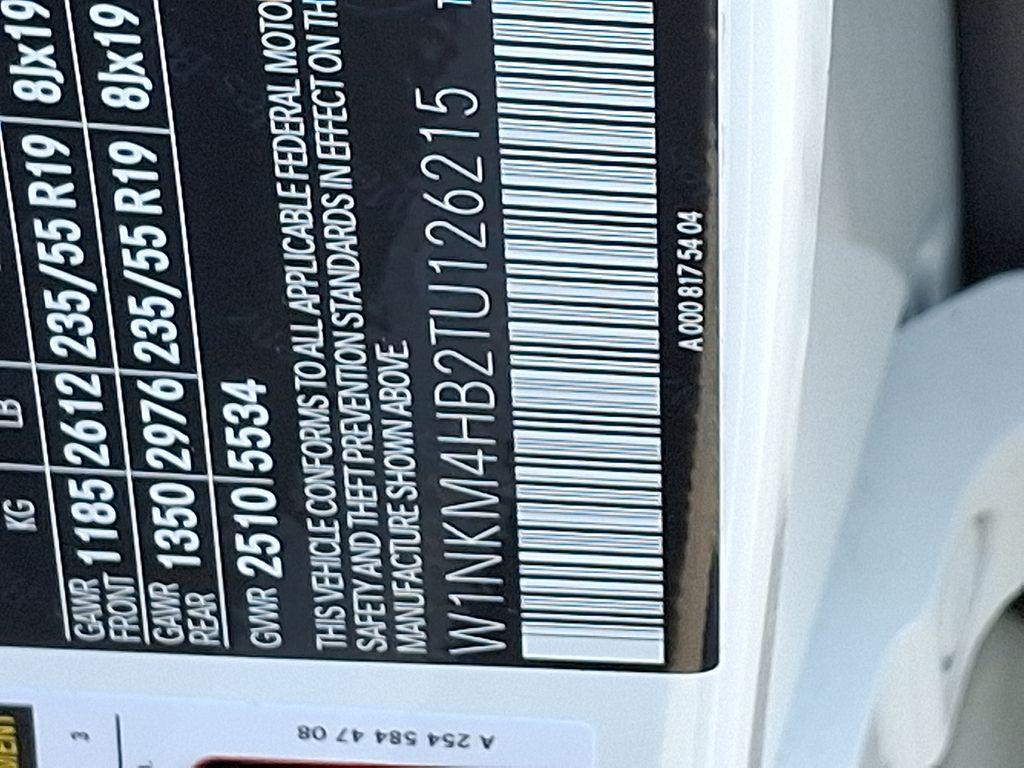 KG LB
GAWR FRONT 1185 2612 235/55 R19 8Jx19
GAWR REAR 1350 2976 235/55 R19 8Jx19
GVWR 2510 5534
THIS VEHICLE CONFORMS TO ALL APPLICABLE FEDERAL MOTO
SAFETY AND THEFT PREVENTION STANDARDS IN EFFECT ON TH
MANUFACTURE SHOWN ABOVE.
W1NKM4HB2TU126215
A 000 817 54 04
A 254 584 47 08